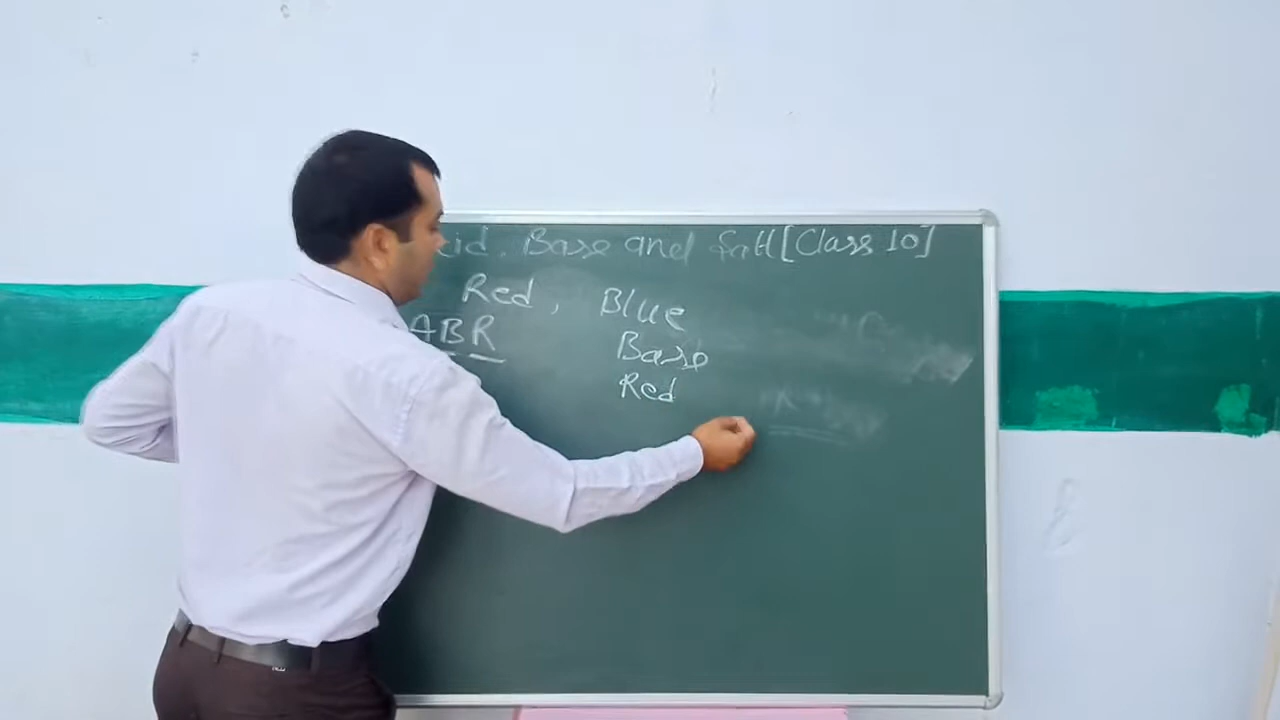 cid, Base and Salt [Class 10]
Red, Blue
ABR
Base
Red